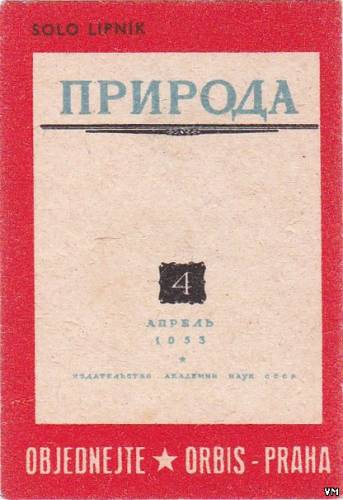 SOLO LIPNÍK
ПРИРОДА
4
АПРЕЛЬ
1953
★
ИЗДАТЕЛЬСТВО АКАДЕМИИ НАУК СССР
OBJEDNEJTE ★ ORBIS - PRAHA
VM